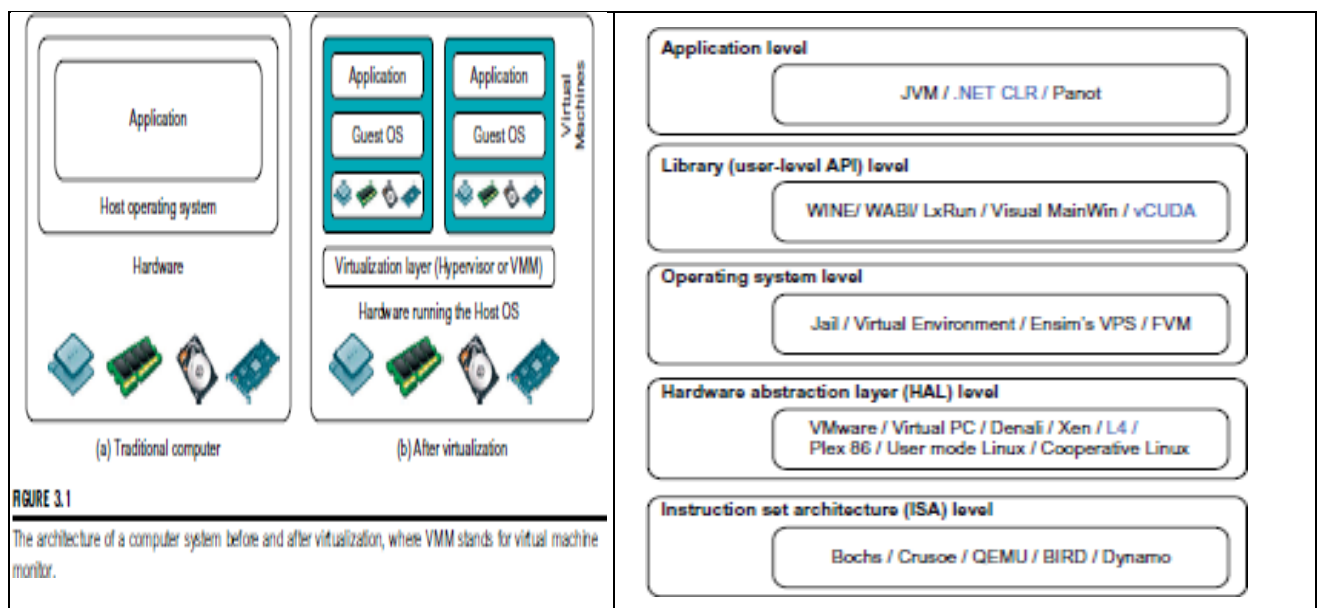 Application
Host operating system
Hardware
(a) Traditional computer
Application
Guest OS
Application
Guest OS
Virtual
Machines
Virtualization layer (Hypervisor or VMM)
Hardware running the Host OS
(b) After virtualization
FIGURE 3.1
The architecture of a computer system before and after virtualization, where VMM stands for virtual machine
monitor.
Application level
JVM / .NET CLR / Panot
Library (user-level API) level
WINE/ WABI/ LxRun / Visual MainWin / vCUDA
Operating system level
Jail / Virtual Environment / Ensim's VPS / FVM
Hardware abstraction layer (HAL) level
VMware / Virtual PC / Denali / Xen / L4 /
Plex 86 / User mode Linux / Cooperative Linux
Instruction set architecture (ISA) level
Bochs / Crusoe / QEMU / BIRD / Dynamo